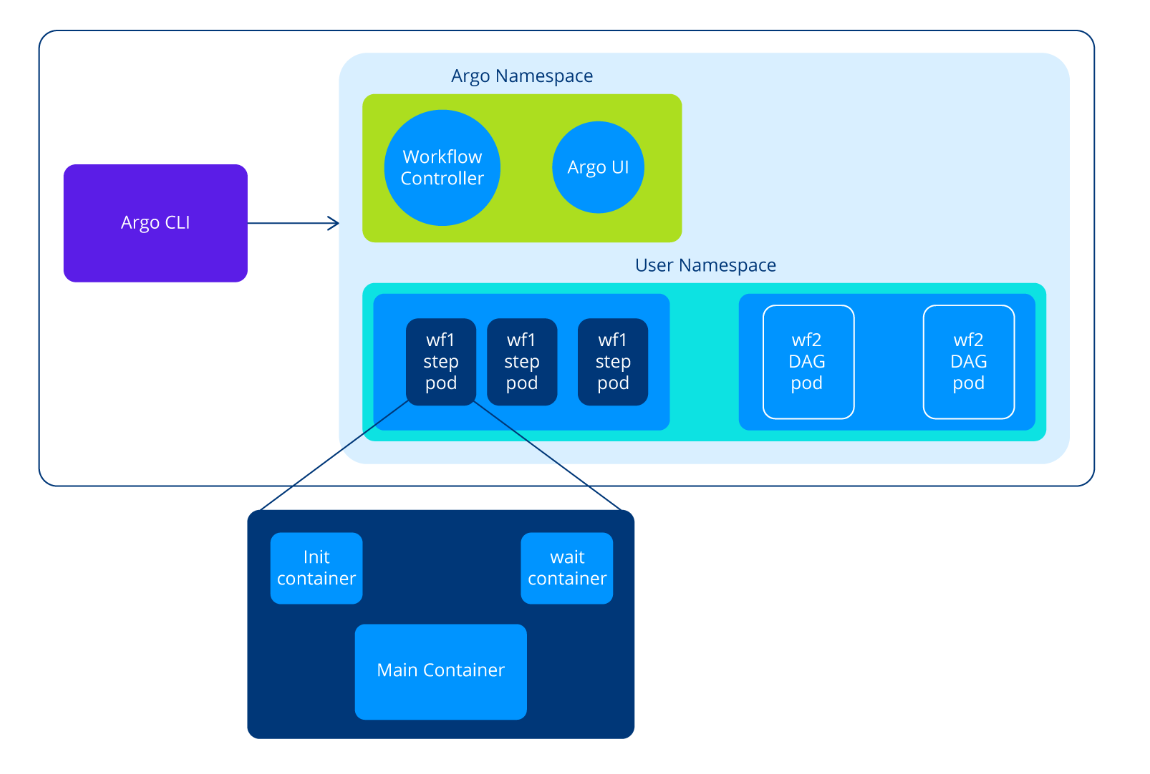 Argo Namespace
Workflow
Controller
Argo UI
Argo CLI
User Namespace
wf1
step
pod
wf1
step
pod
wf1
step
pod
wf2
DAG
pod
wf2
DAG
pod
Init
container
wait
container
Main Container